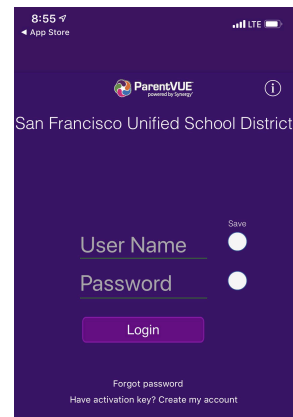 8:55
LTE
◀ App Store
ParentVUE
powered by Synergy
San Francisco Unified School District
Save
User Name
Password
Login
Forgot password
Have activation key? Create my account